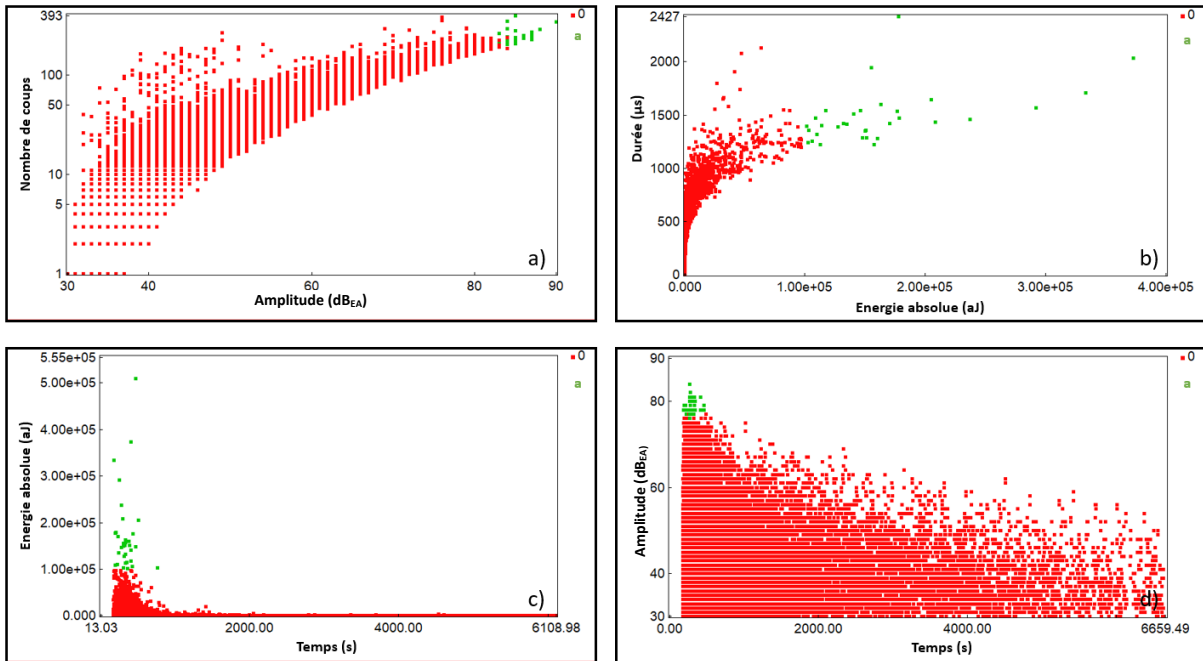 393
100
50
10
5
1
30
40
60
80
90
Nombre de coups
Amplitude (dBEA)
a)
0
a
2427
2000
1500
1000
500
0
0.000
1.00e+05
2.00e+05
3.00e+05
4.00e+05
Durée (µs)
Energie absolue (aJ)
b)
0
a
5.55e+05
5.00e+05
4.00e+05
3.00e+05
2.00e+05
1.00e+05
0.000
13.03
2000.00
4000.00
6108.98
Energie absolue (aJ)
Temps (s)
c)
0
a
90
80
60
40
30
0.00
2000.00
4000.00
6659.49
Amplitude (dBEA)
Temps (s)
d)
0
a